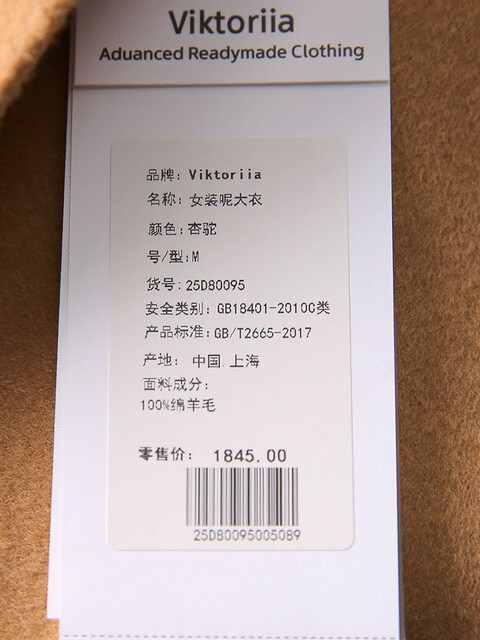 Viktoriia
Aduanced Readymade Clothing
品牌: Viktoriia
名称: 女装呢大衣
颜色:杏驼
号/型:M
货号:25D80095
安全类别: GB18401-2010C类
产品标准:GB/T2665-2017
产地: 中国 上海
面料成分:
100%绵羊毛
零售价: 1845.00
25D80095005089